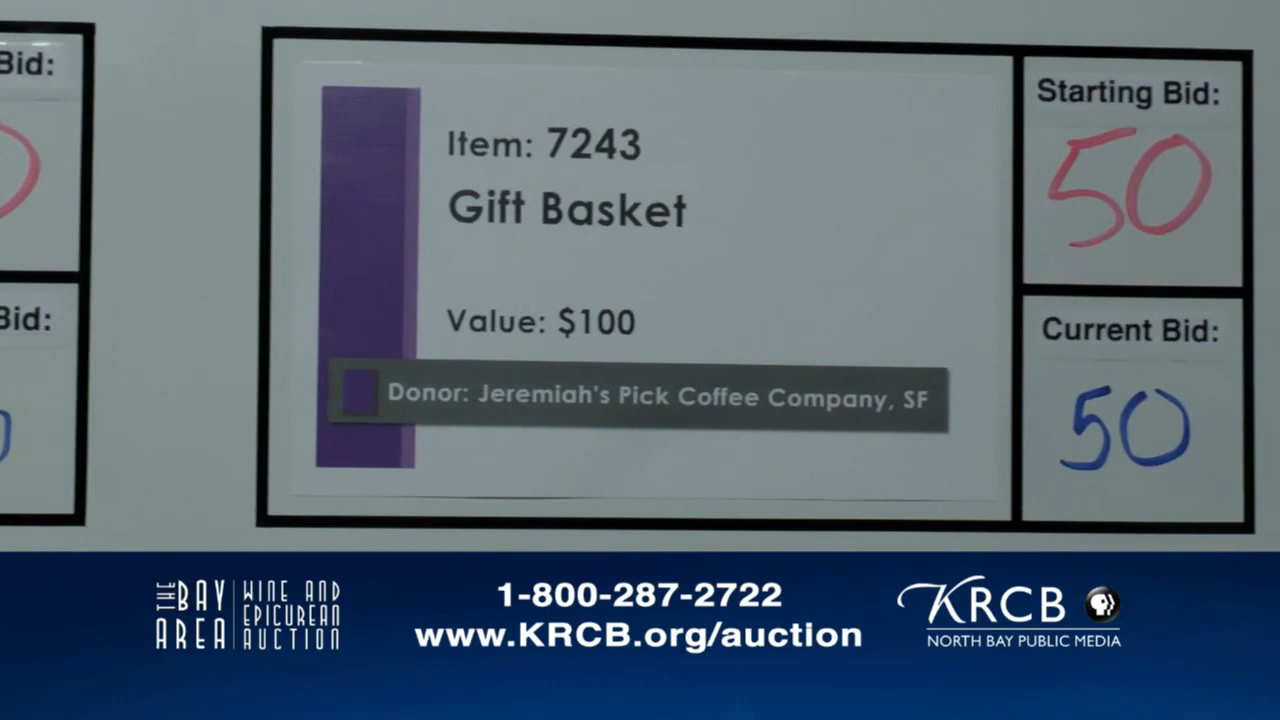 Bid:
Bid:
Item: 7243
Gift Basket
Value: $100
Donor: Jeremiah's Pick Coffee Company, SF
Starting Bid:
50
Current Bid:
50
THE BAY AREA
WINE AND EPICUREAN AUCTION
1-800-287-2722
www.KRCB.org/auction
KRCB
NORTH BAY PUBLIC MEDIA